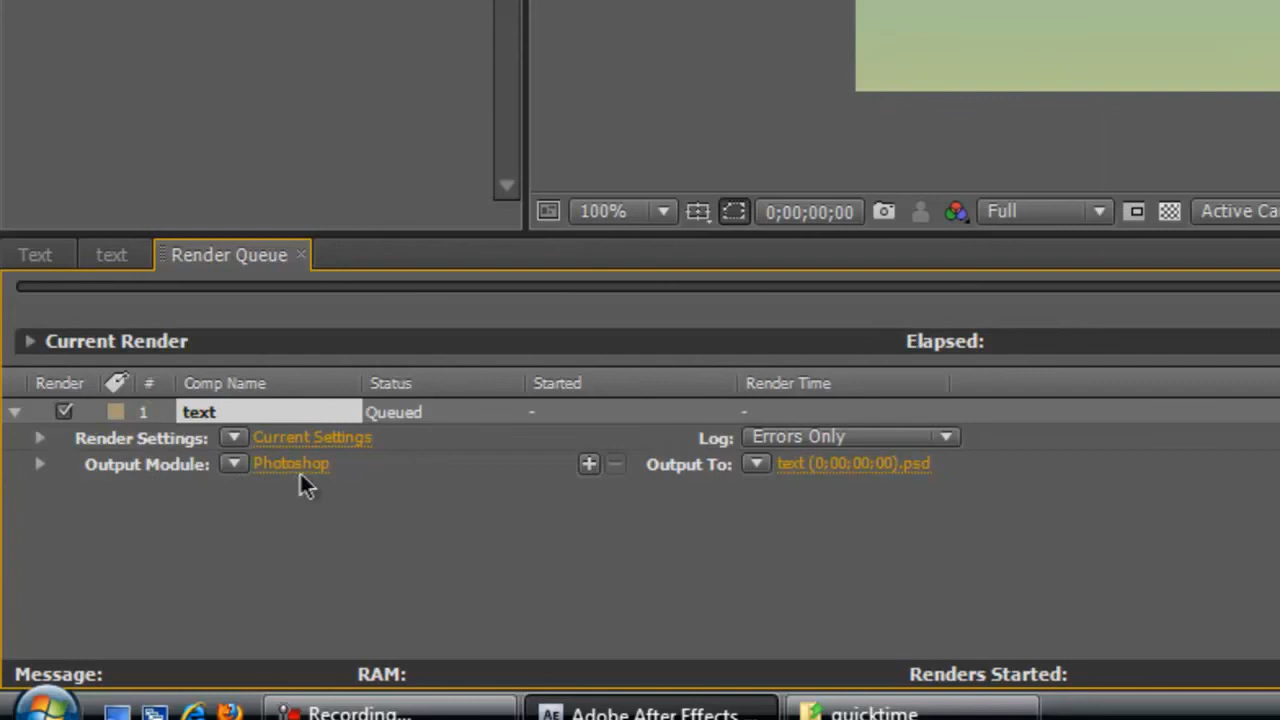 100%
0;00;00;00
Full
Active Ca
Text
text
Render Queue ×
Current Render
Elapsed:
Render
#
Comp Name
Status
Started
Render Time
1
text
Queued
-
-
Render Settings:
Current Settings
Log:
Errors Only
Output Module:
Photoshop
Output To:
text (0;00;00;00).psd
Message:
RAM:
Renders Started:
Recording...
AE Adobe After Effects ...
quicktime